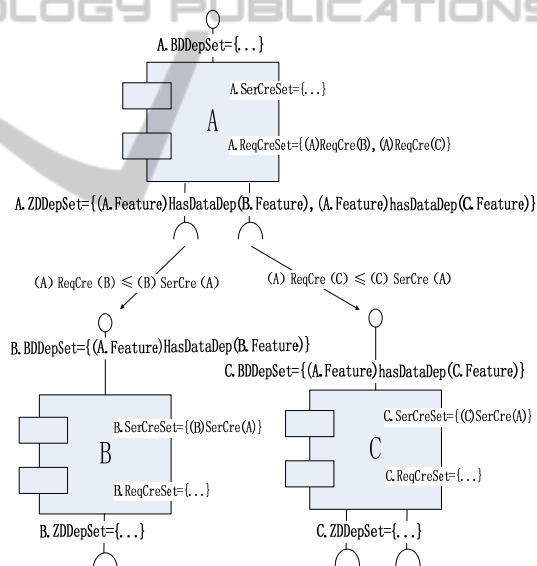 OLOGY PUBLICATIONS
A.BDDepSet={...}
A.SerCreSet={...}
A
A.ReqCreSet={(A)ReqCre(B),(A)ReqCre(C)}
A.ZDDepSet={(A.Feature)HasDataDep(B.Feature),(A.Feature)hasDataDep(C.Feature)}
(A) ReqCre (B) ≤ (B) SerCre (A)
(A) ReqCre (C) ≤ (C) SerCre (A)
B.BDDepSet={(A.Feature)HasDataDep(B.Feature)}
C.BDDepSet={(A.Feature)hasDataDep(C.Feature)}
B.SerCreSet={(B)SerCre(A)}
B
B.ReqCreSet={...}
C.SerCreSet={(C)SerCre(A)}
C
C.ReqCreSet={...}
B.ZDDepSet={...}
C.ZDDepSet={...}